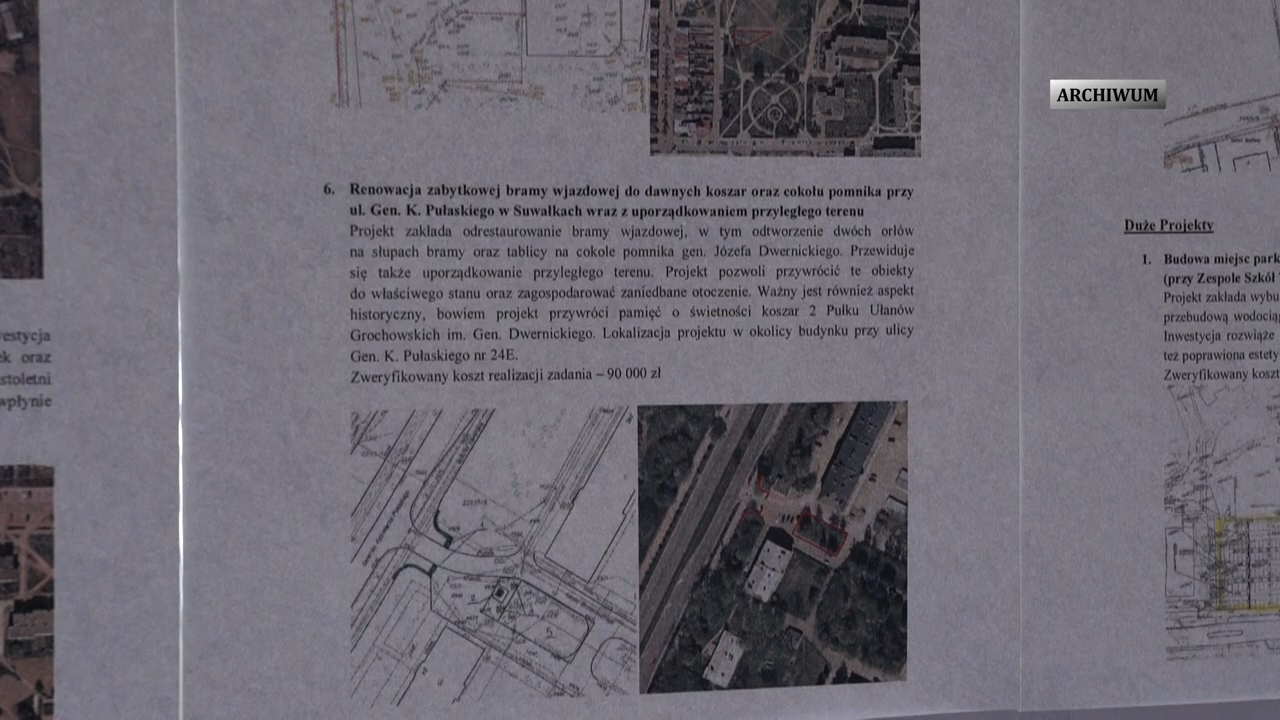 ARCHIWUM
westycja
ek oraz
stoletni
wpłynie
6. Renowacja zabytkowej bramy wjazdowej do dawnych koszar oraz cokołu pomnika przy
ul. Gen. K. Pułaskiego w Suwałkach wraz z uporządkowaniem przyległego terenu
Projekt zakłada odrestaurowanie bramy wjazdowej, w tym odtworzenie dwóch orłów
na słupach bramy oraz tablicy na cokole pomnika gen. Józefa Dwernickiego. Przewiduje
się także uporządkowanie przyległego terenu. Projekt pozwoli przywrócić te obiekty
do właściwego stanu oraz zagospodarować zaniedbane otoczenie. Ważny jest również aspekt
historyczny, bowiem projekt przywróci pamięć o świetności koszar 2 Pułku Ułanów
Grochowskich im. Gen. Dwernickiego. Lokalizacja projektu w okolicy budynku przy ulicy
Gen. K. Pułaskiego nr 24E.
Zweryfikowany koszt realizacji zadania – 90 000 zł
Duże Projekty
1. Budowa miejsc park
(przy Zespole Szkół
Projekt zakłada wybu
przebudową wodocią
Inwestycja rozwiąże
też poprawiona estety
Zweryfikowany koszt